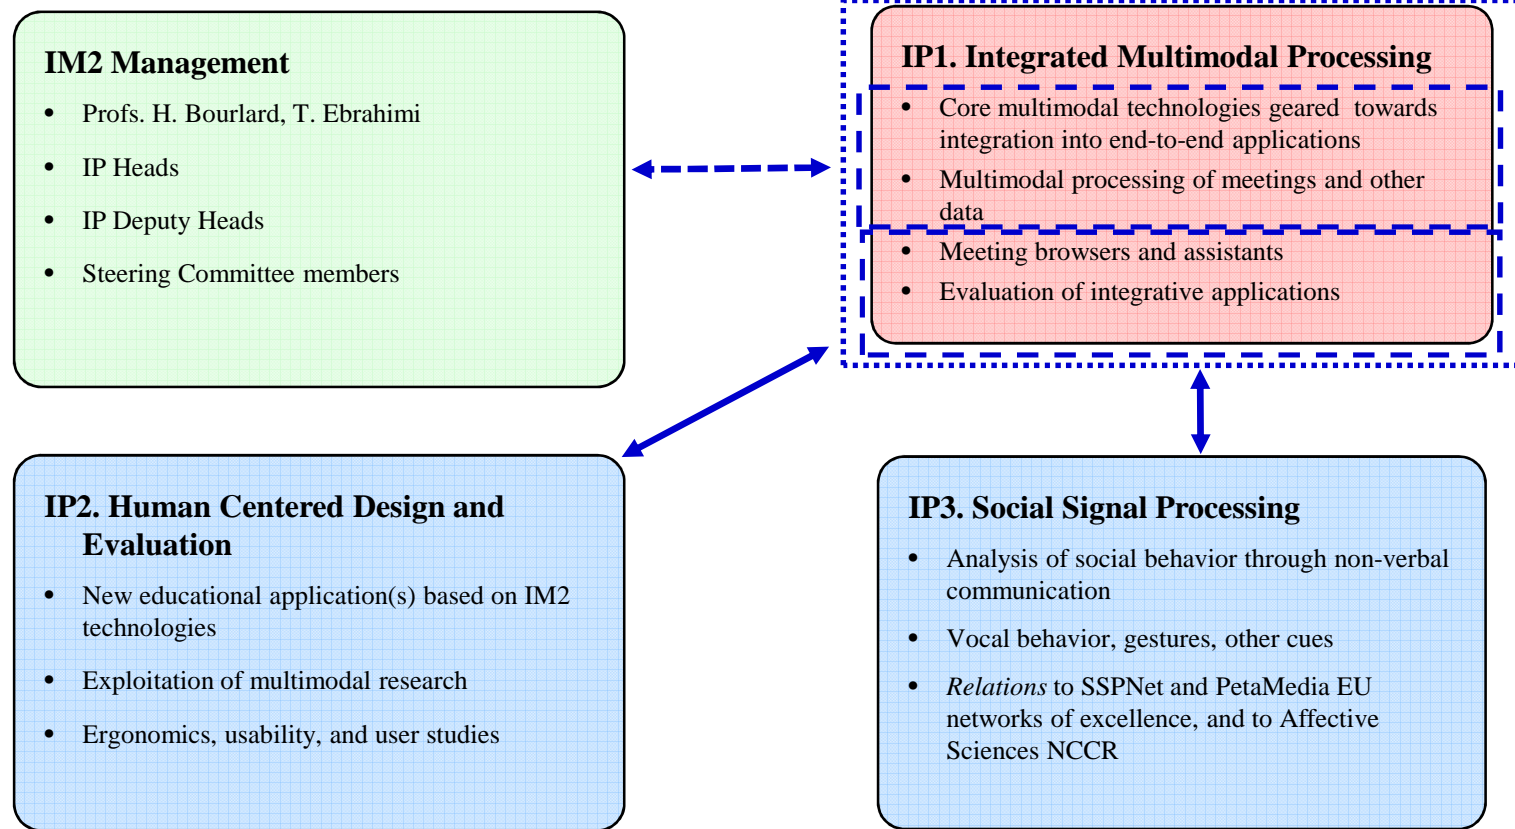 IM2 Management
• Profs. H. Bourlard, T. Ebrahimi
• IP Heads
• IP Deputy Heads
• Steering Committee members
IP1. Integrated Multimodal Processing
• Core multimodal technologies geared towards
integration into end-to-end applications
• Multimodal processing of meetings and other
data
• Meeting browsers and assistants
• Evaluation of integrative applications
IP2. Human Centered Design and
Evaluation
• New educational application(s) based on IM2
technologies
• Exploitation of multimodal research
• Ergonomics, usability, and user studies
IP3. Social Signal Processing
• Analysis of social behavior through non-verbal
communication
• Vocal behavior, gestures, other cues
• Relations to SSPNet and PetaMedia EU
networks of excellence, and to Affective
Sciences NCCR